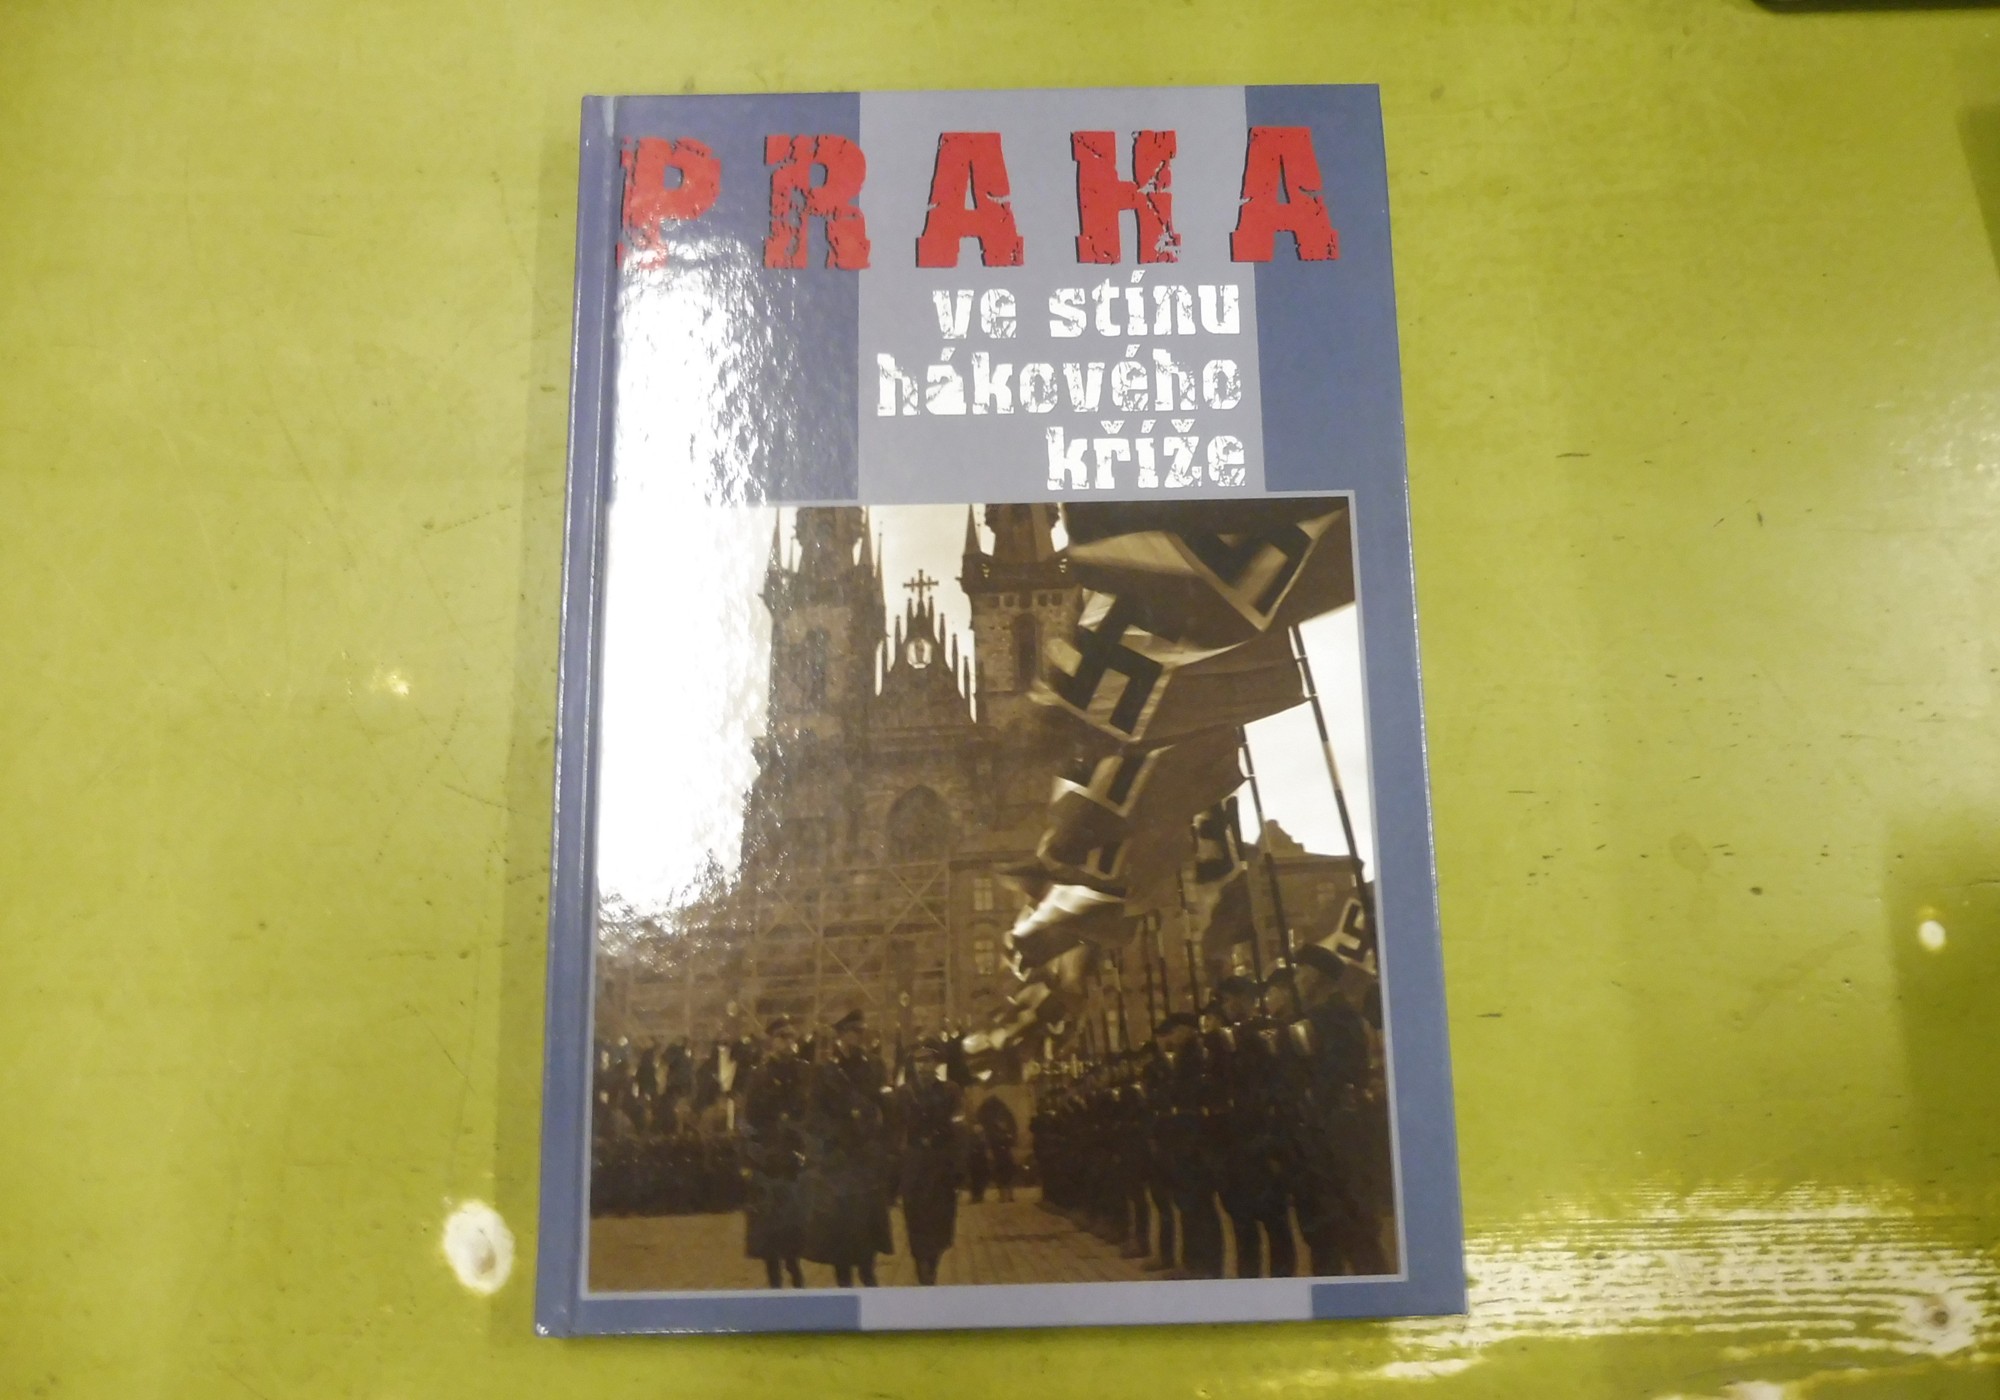 PRAHA
ve stínu
hákového
kříže